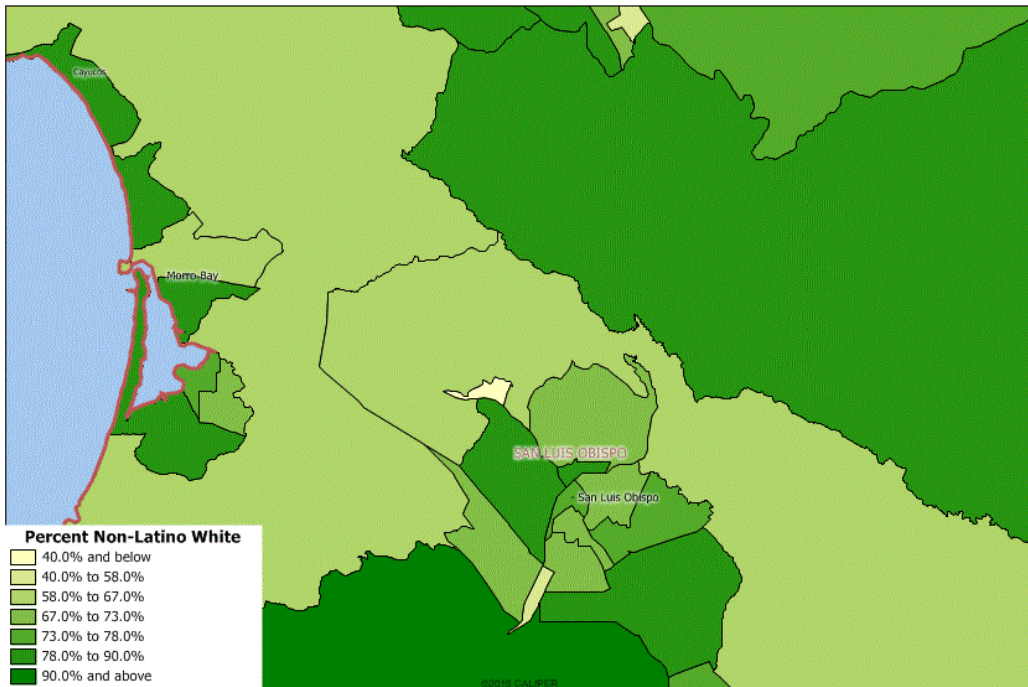 Cayucos
Morro Bay
SAN LUIS OBISPO
San Luis Obispo
Percent Non-Latino White
40.0% and below
40.0% to 58.0%
58.0% to 67.0%
67.0% to 73.0%
73.0% to 78.0%
78.0% to 90.0%
90.0% and above
©2015 CALIPER